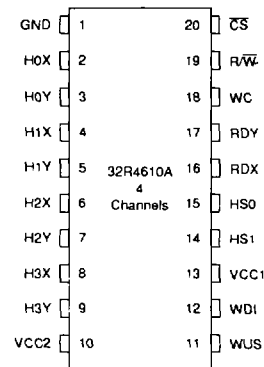 GND 1 20 CS
H0X 2 19 R/W
H0Y 3 18 WC
H1X 4 17 RDY
H1Y 5 16 RDX
32R4610A
4
Channels
H2X 6 15 HS0
H2Y 7 14 HS1
H3X 8 13 VCC1
H3Y 9 12 WDI
VCC2 10 11 WUS